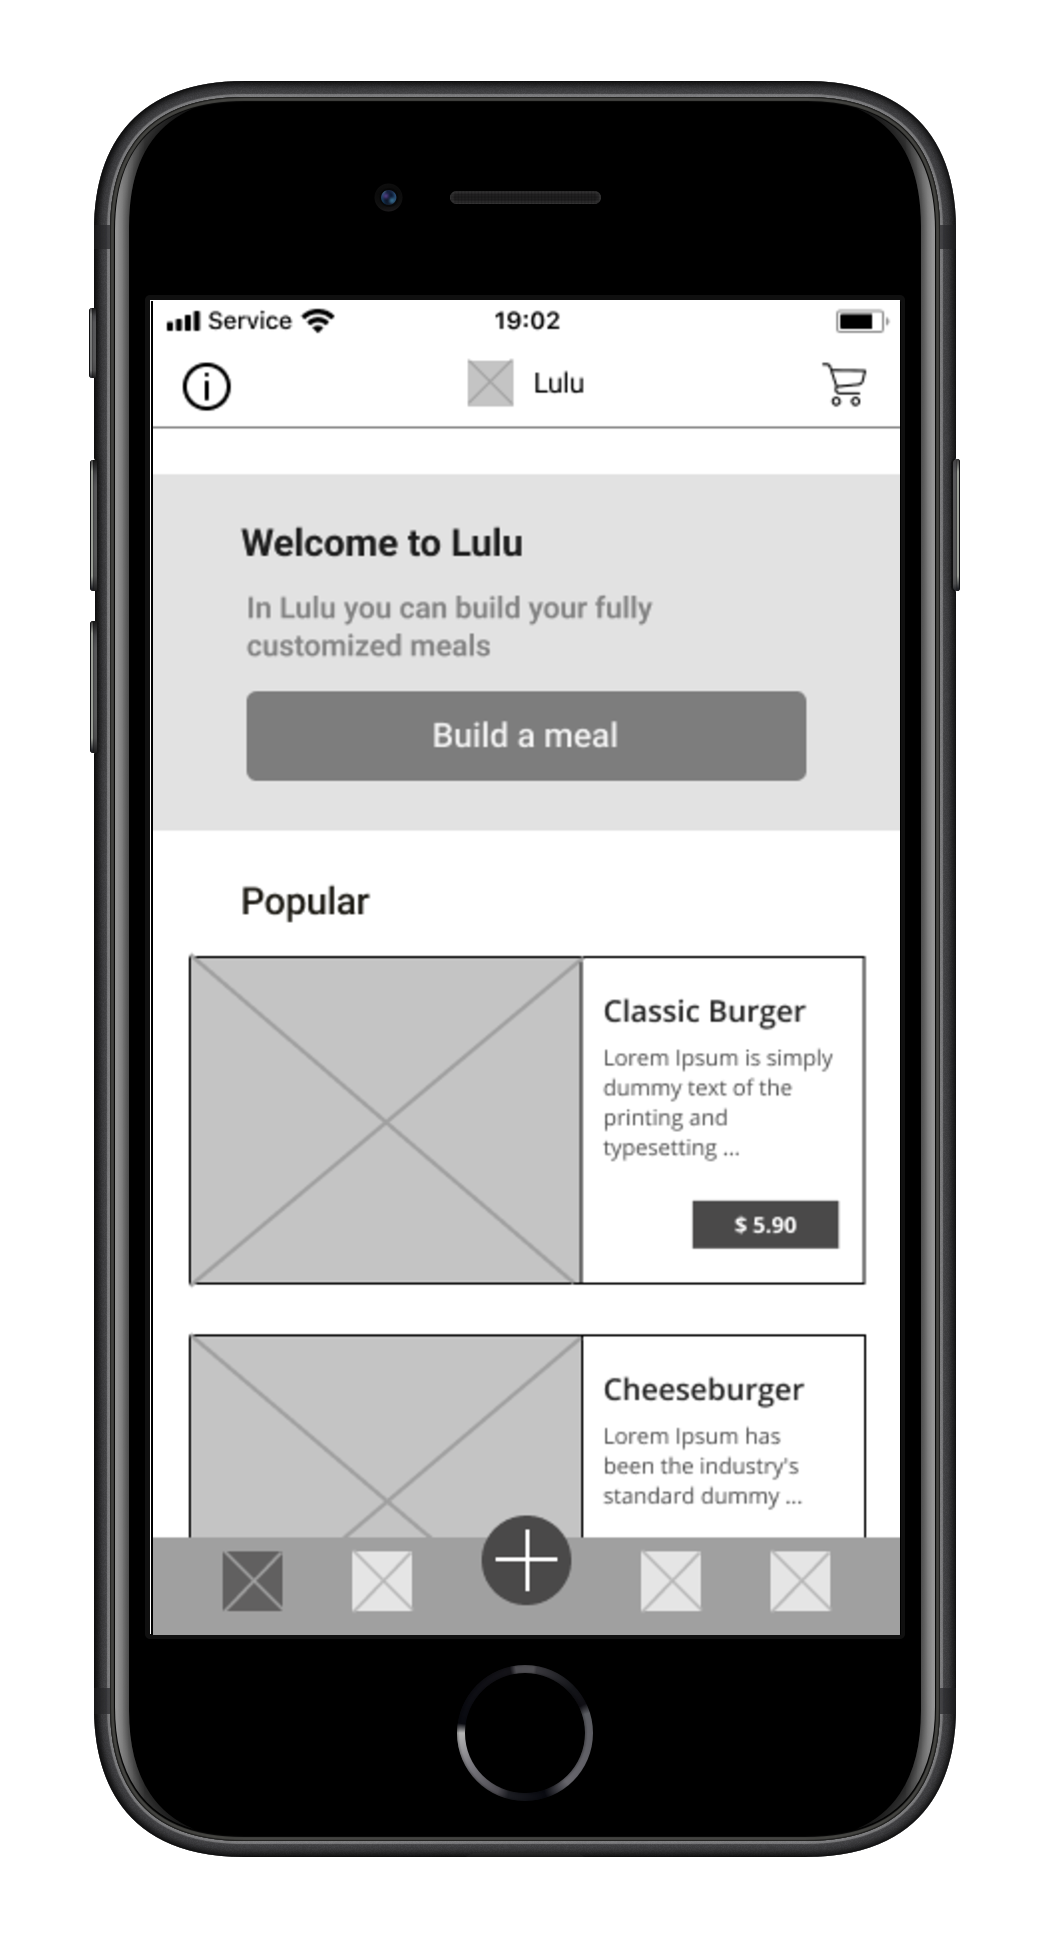 Service 19:02
Lulu
Welcome to Lulu
In Lulu you can build your fully
customized meals
Build a meal
Popular
Classic Burger
Lorem Ipsum is simply
dummy text of the
printing and
typesetting ...
$ 5.90
Cheeseburger
Lorem Ipsum has
been the industry's
standard dummy ...